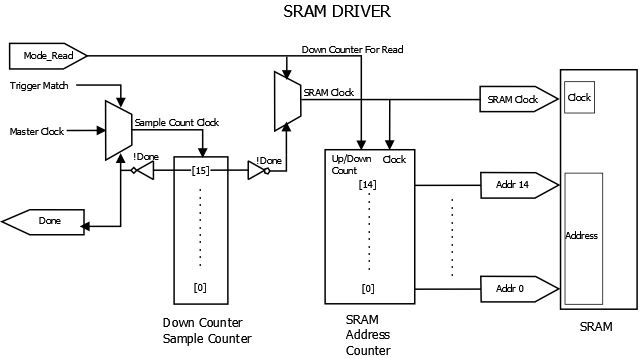 SRAM DRIVER
Mode_Read
Down Counter For Read
Trigger Match
SRAM Clock
SRAM Clock
Clock
Master Clock
Sample Count Clock
!Done
!Done
Up/Down
Count
Clock
[15]
[14]
Addr 14
Done
Address
[0]
[0]
Addr 0
Down Counter
Sample Counter
SRAM
Address
Counter
SRAM